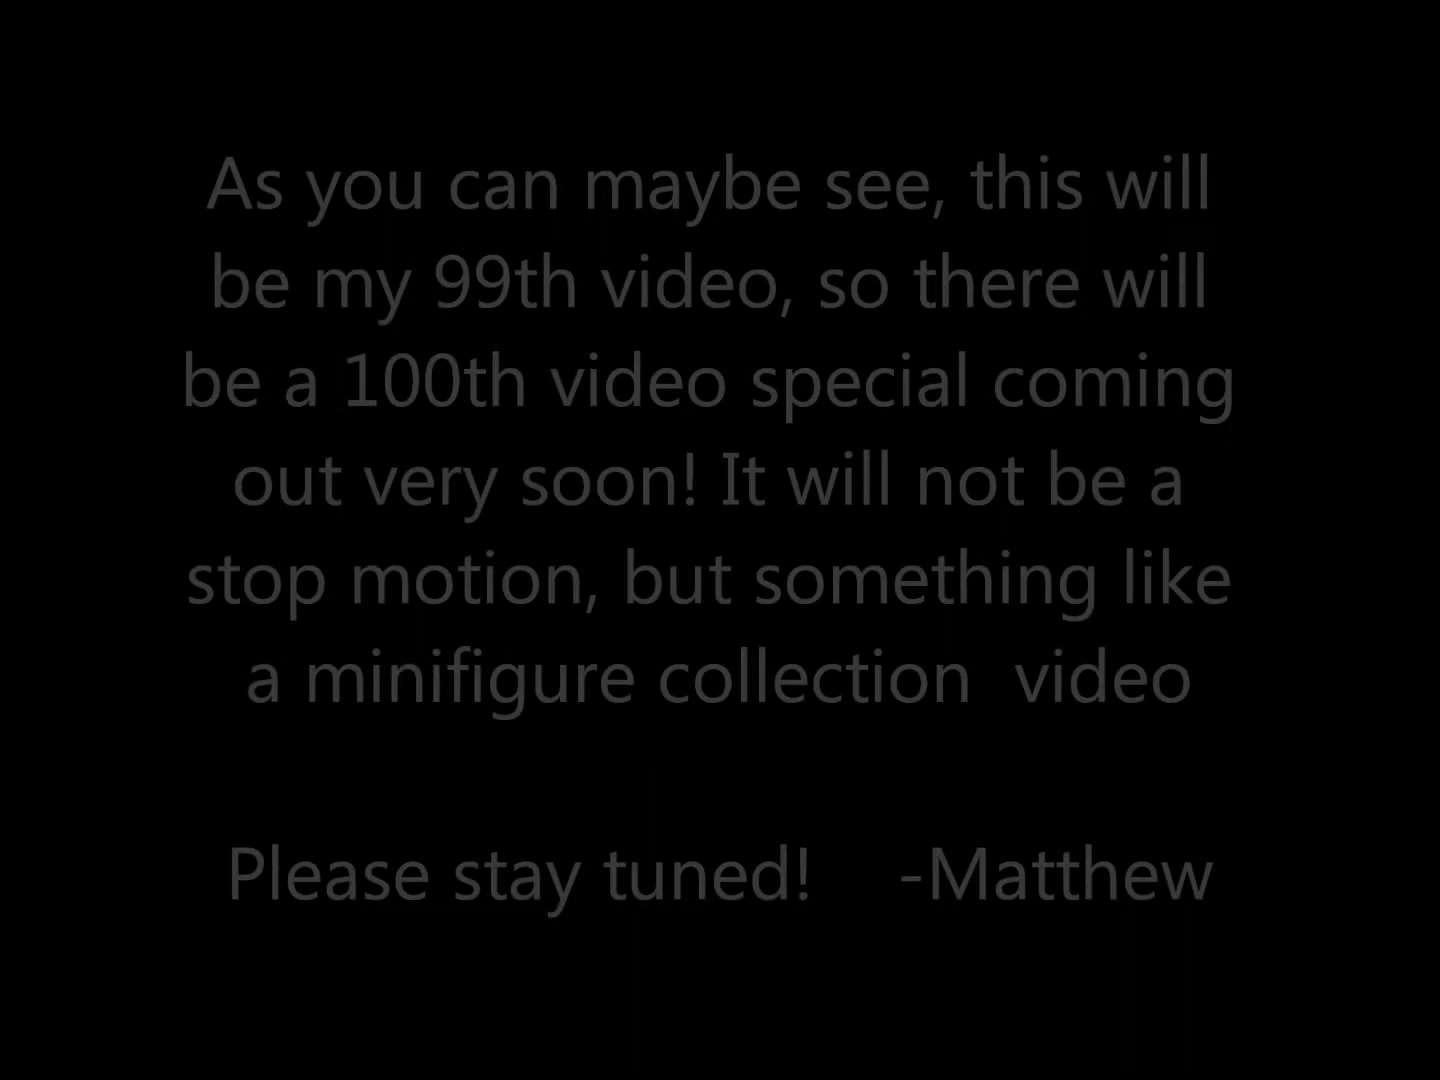 As you can maybe see, this will
be my 99th video, so there will
be a 100th video special coming
out very soon! It will not be a
stop motion, but something like
a minifigure collection  video
Please stay tuned!    -Matthew